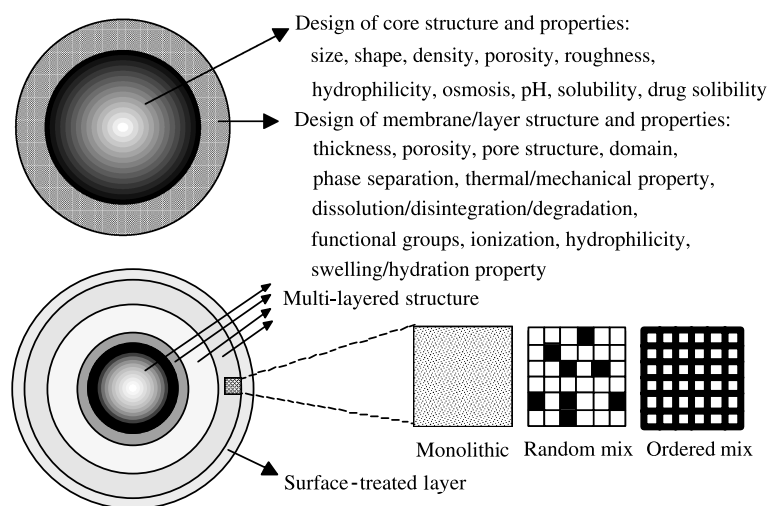 Design of core structure and properties:
size, shape, density, porosity, roughness,
hydrophilicity, osmosis, pH, solubility, drug solibility
Design of membrane/layer structure and properties:
thickness, porosity, pore structure, domain,
phase separation, thermal/mechanical property,
dissolution/disintegration/degradation,
functional groups, ionization, hydrophilicity,
swelling/hydration property
Multi-layered structure
Monolithic Random mix Ordered mix
Surface-treated layer